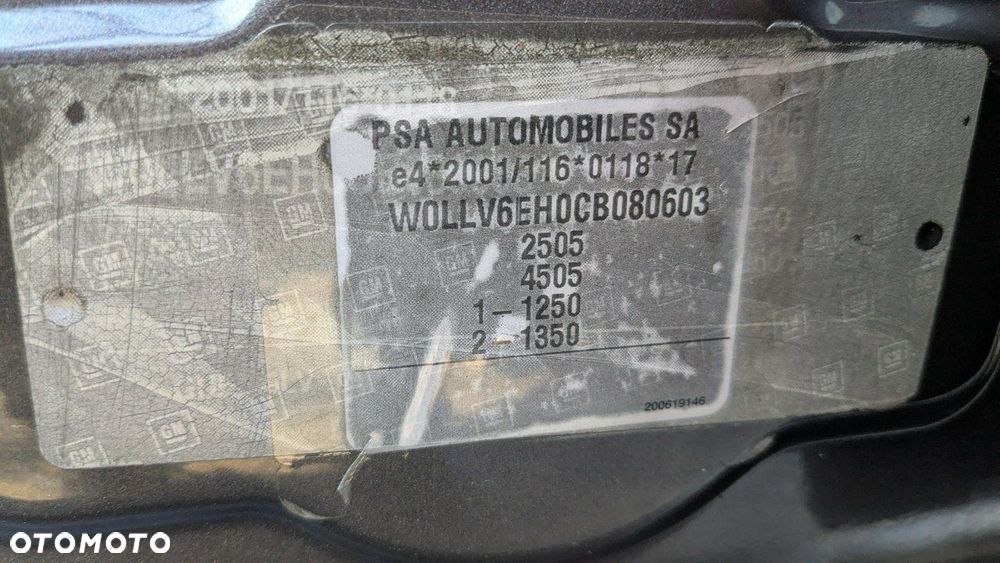 PSA AUTOMOBILES SA
e4*2001/116*0118*17
W0LLV6EH0CB080603
2505
4505
1-1250
2-1350
200619146
OTOMOTO